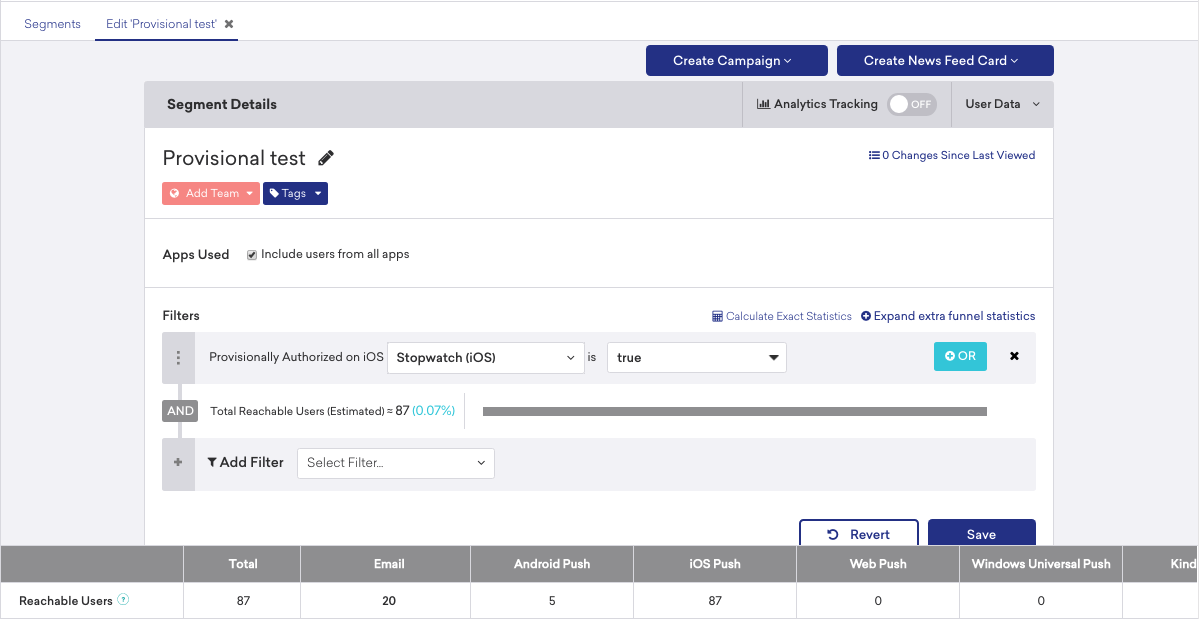 Segments Edit 'Provisional test' ✖
Create Campaign Create News Feed Card
Segment Details Analytics Tracking OFF User Data
Provisional test
0 Changes Since Last Viewed
Add Team Tags
Apps Used Include users from all apps
Filters Calculate Exact Statistics Expand extra funnel statistics
Provisionally Authorized on iOS Stopwatch (iOS) is true OR ✖
AND Total Reachable Users (Estimated) ≈ 87 (0.07%)
+ Add Filter Select Filter...
Revert Save
Total Email Android Push iOS Push Web Push Windows Universal Push Kind
Reachable Users ? 87 20 5 87 0 0